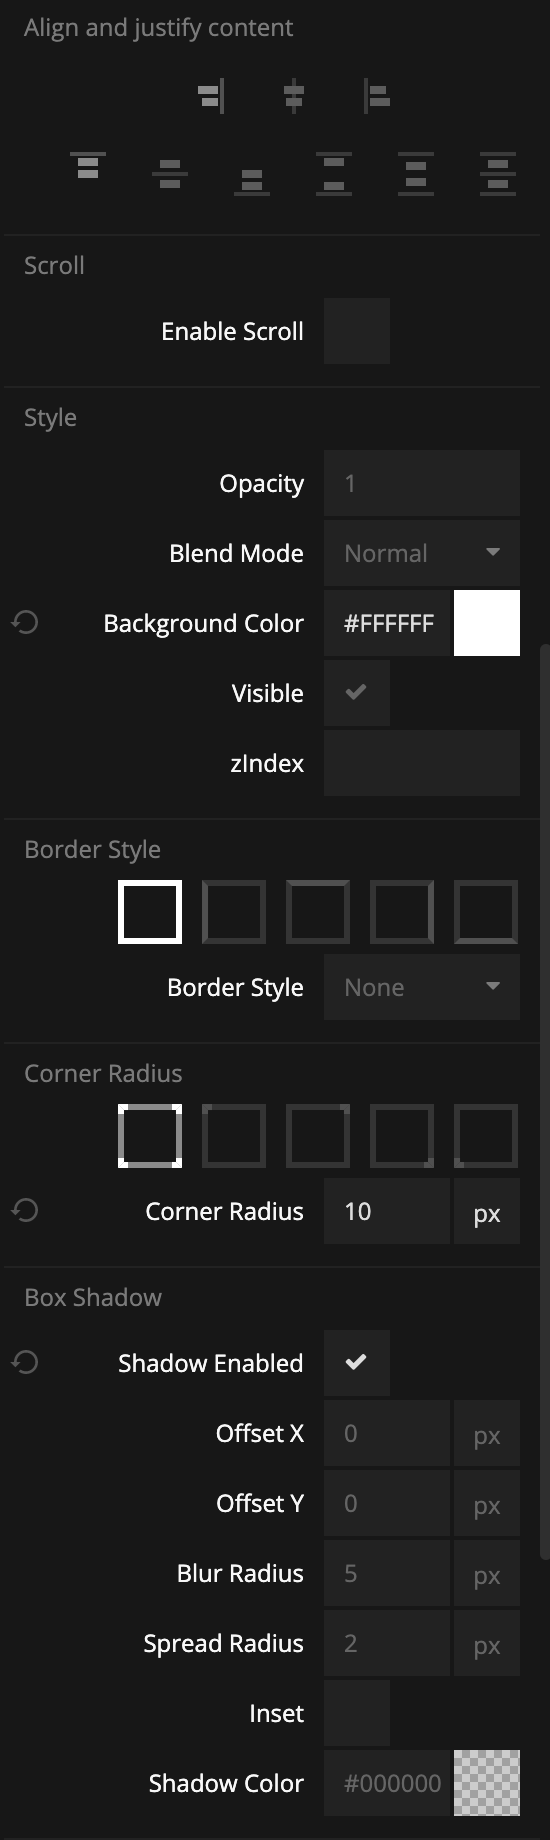 Align and justify content
Scroll
Enable Scroll
Style
Opacity 1
Blend Mode Normal
Background Color #FFFFFF
Visible
zIndex
Border Style
Border Style None
Corner Radius
Corner Radius 10 px
Box Shadow
Shadow Enabled
Offset X 0 px
Offset Y 0 px
Blur Radius 5 px
Spread Radius 2 px
Inset
Shadow Color #000000